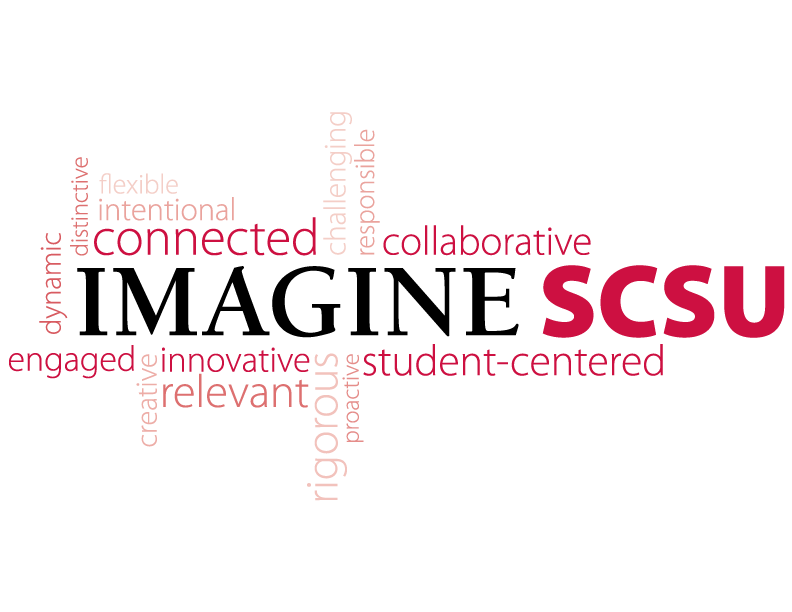 challenging
responsible
distinctive
flexible
intentional
dynamic
connected
collaborative
IMAGINE SCSU
engaged
innovative
student-centered
creative
relevant
rigorous
proactive